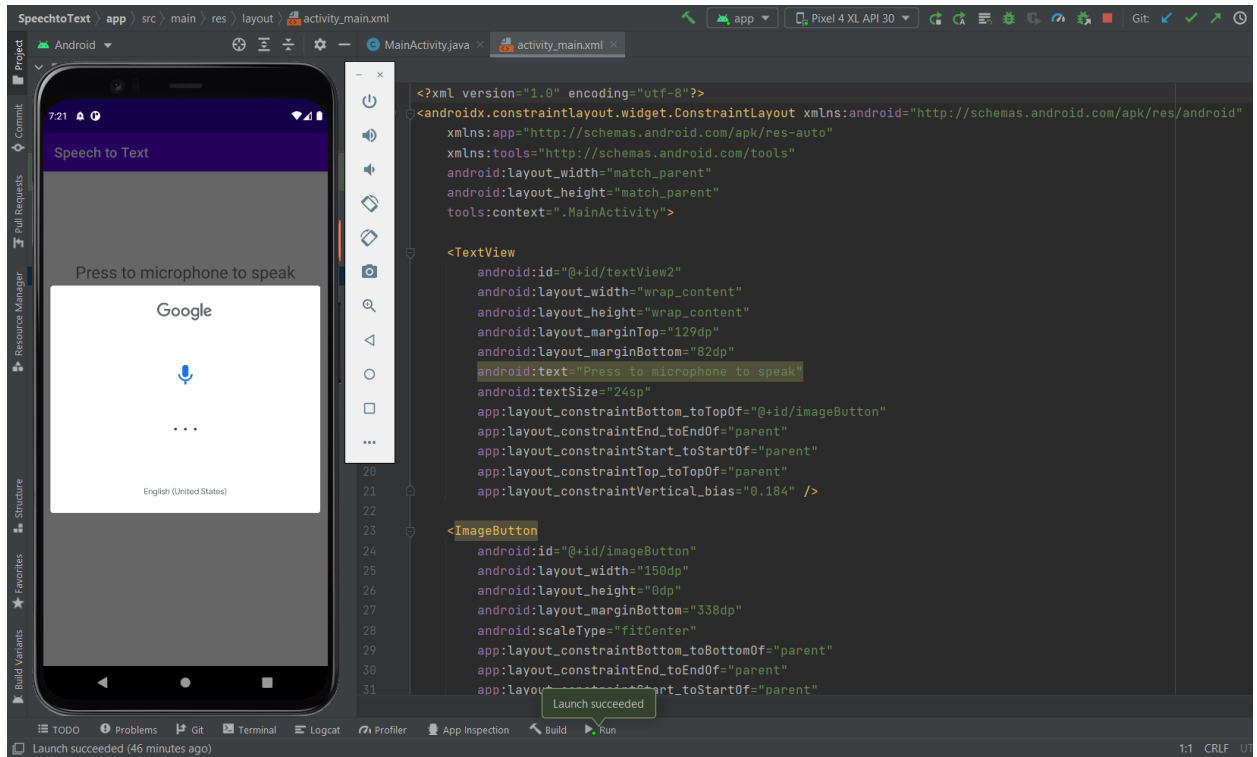 SpeechtoText 〉 app 〉 src 〉 main 〉 res 〉 layout 〉 activity_main.xml
app
Pixel 4 XL API 30
Git:
Android
MainActivity.java
activity_main.xml
Project
Commit
Pull Requests
Resource Manager
Structure
Favorites
Build Variants
7:21
Speech to Text
Press to microphone to speak
Google
...
English (United States)
<?xml version="1.0" encoding="utf-8"?>
<androidx.constraintlayout.widget.ConstraintLayout xmlns:android="http://schemas.android.com/apk/res/android"
xmlns:app="http://schemas.android.com/apk/res-auto"
xmlns:tools="http://schemas.android.com/tools"
android:layout_width="match_parent"
android:layout_height="match_parent"
tools:context=".MainActivity">
<TextView
android:id="@+id/textView2"
android:layout_width="wrap_content"
android:layout_height="wrap_content"
android:layout_marginTop="129dp"
android:layout_marginBottom="82dp"
android:text="Press to microphone to speak"
android:textSize="24sp"
app:layout_constraintBottom_toTopOf="@+id/imageButton"
app:layout_constraintEnd_toEndOf="parent"
app:layout_constraintStart_toStartOf="parent"
20 app:layout_constraintTop_toTopOf="parent"
21 app:layout_constraintVertical_bias="0.184" />
22
23 <ImageButton
24 android:id="@+id/imageButton"
25 android:layout_width="150dp"
26 android:layout_height="0dp"
27 android:layout_marginBottom="338dp"
28 android:scaleType="fitCenter"
29 app:layout_constraintBottom_toBottomOf="parent"
30 app:layout_constraintEnd_toEndOf="parent"
31 app:layout_constraintStart_toStartOf="parent"
Launch succeeded
TODO Problems Git Terminal Logcat Profiler App Inspection Build Run
Launch succeeded (46 minutes ago)
1:1 CRLF UT